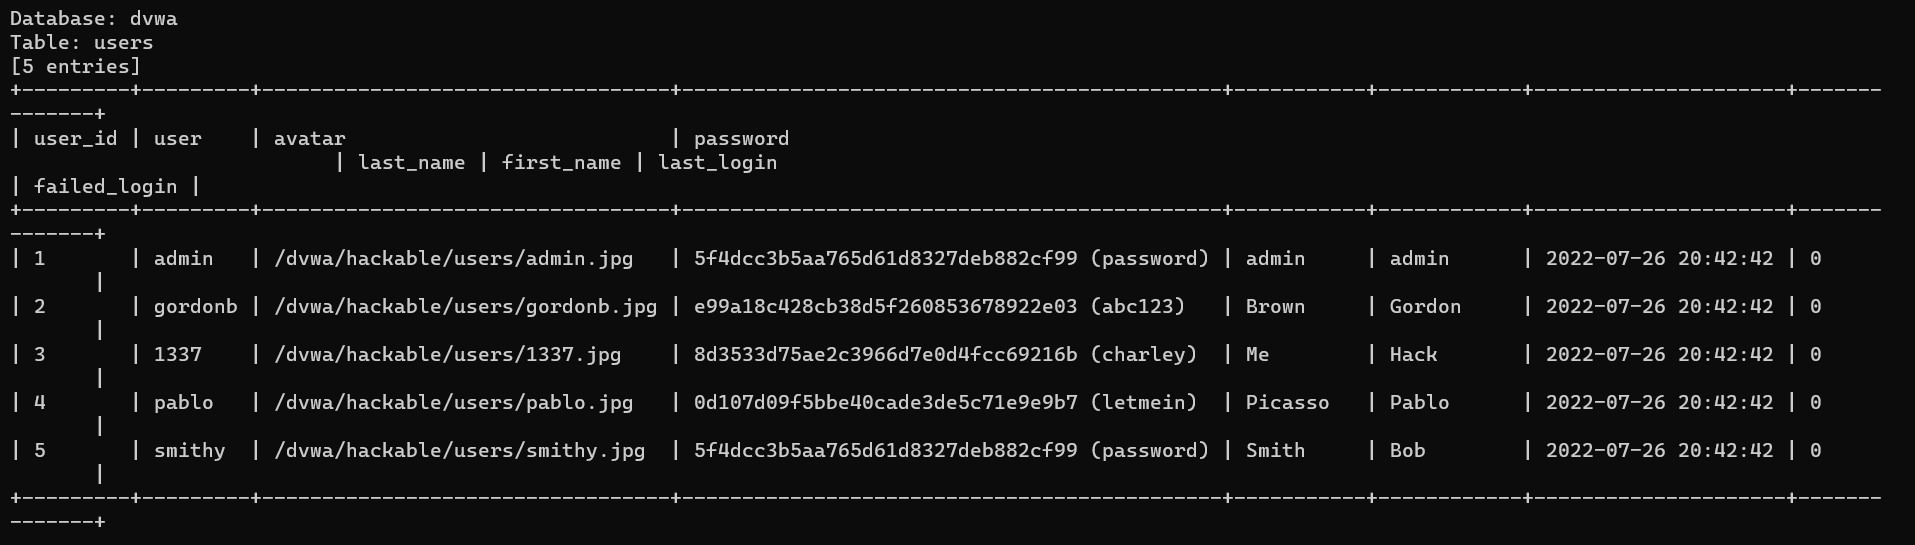 Database: dvwa
Table: users
[5 entries]
+---------+---------+----------------------------------+---------------------------------------------+-----------+------------+---------------------+-------
-------+
| user_id | user    | avatar                           | password
                           | last_name | first_name | last_login
| failed_login |
+---------+---------+----------------------------------+---------------------------------------------+-----------+------------+---------------------+-------
-------+
| 1       | admin   | /dvwa/hackable/users/admin.jpg   | 5f4dcc3b5aa765d61d8327deb882cf99 (password) | admin     | admin      | 2022-07-26 20:42:42 | 0
       |
| 2       | gordonb | /dvwa/hackable/users/gordonb.jpg | e99a18c428cb38d5f260853678922e03 (abc123)   | Brown     | Gordon     | 2022-07-26 20:42:42 | 0
       |
| 3       | 1337    | /dvwa/hackable/users/1337.jpg    | 8d3533d75ae2c3966d7e0d4fcc69216b (charley)  | Me        | Hack       | 2022-07-26 20:42:42 | 0
       |
| 4       | pablo   | /dvwa/hackable/users/pablo.jpg   | 0d107d09f5bbe40cade3de5c71e9e9b7 (letmein)  | Picasso   | Pablo      | 2022-07-26 20:42:42 | 0
       |
| 5       | smithy  | /dvwa/hackable/users/smithy.jpg  | 5f4dcc3b5aa765d61d8327deb882cf99 (password) | Smith     | Bob        | 2022-07-26 20:42:42 | 0
       |
+---------+---------+----------------------------------+---------------------------------------------+-----------+------------+---------------------+-------
-------+